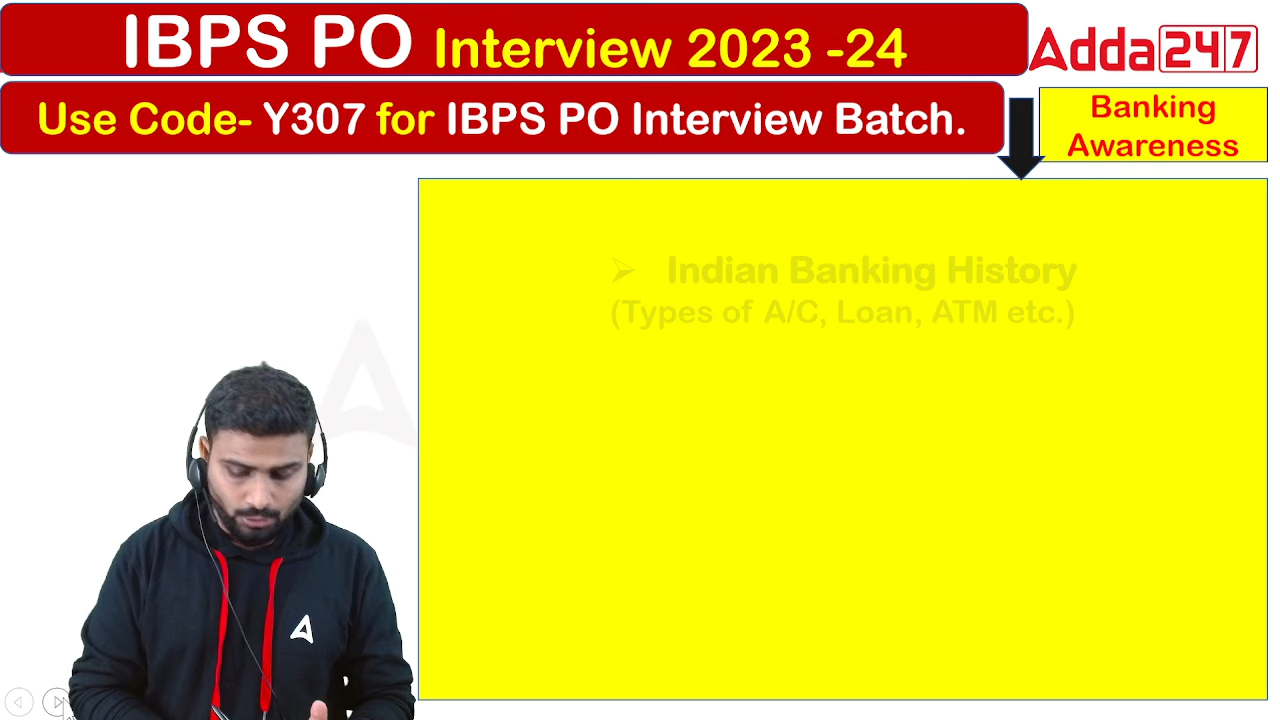 IBPS PO Interview 2023 -24
Adda247
Use Code- Y307 for IBPS PO Interview Batch.
Banking
Awareness
➢ Indian Banking History
(Types of A/C, Loan, ATM etc.)